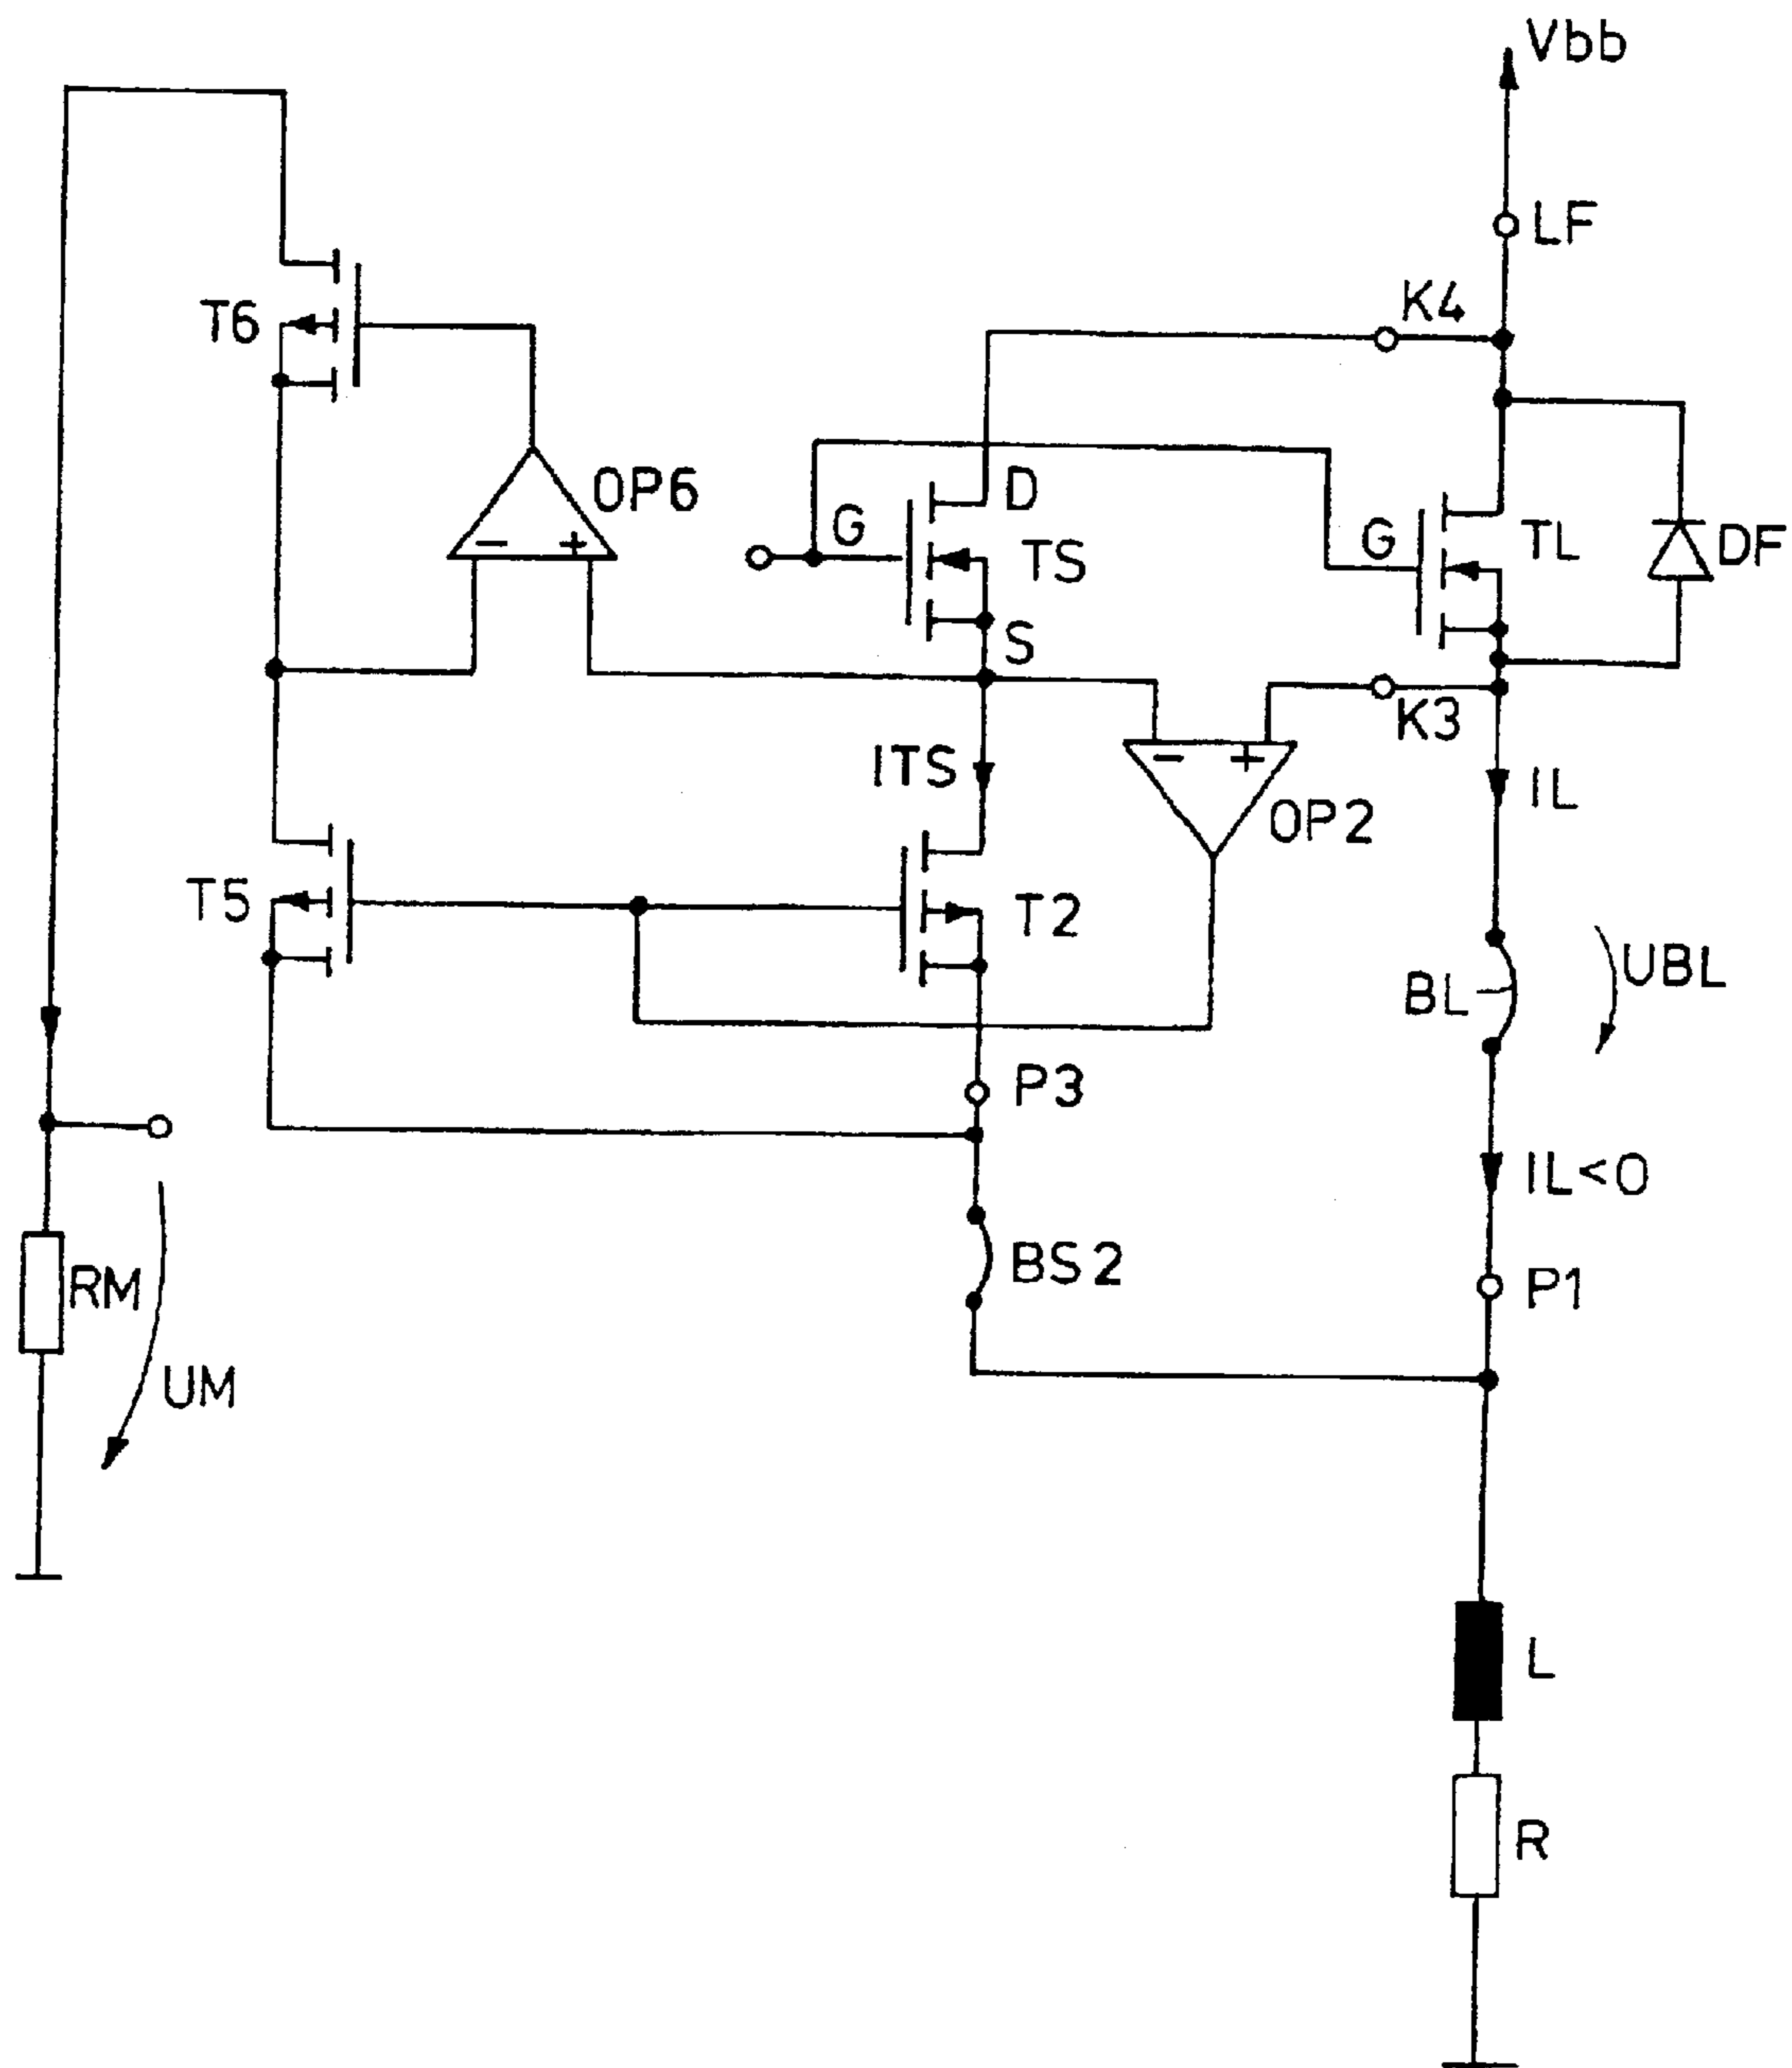 Vbb
LF
K4
T6
OP6
D
G
TS
G
TL
DF
S
K3
ITS
IL
OP2
T5
T2
BL
UBL
P3
IL<0
BS2
P1
RM
UM
L
R
- +
- +